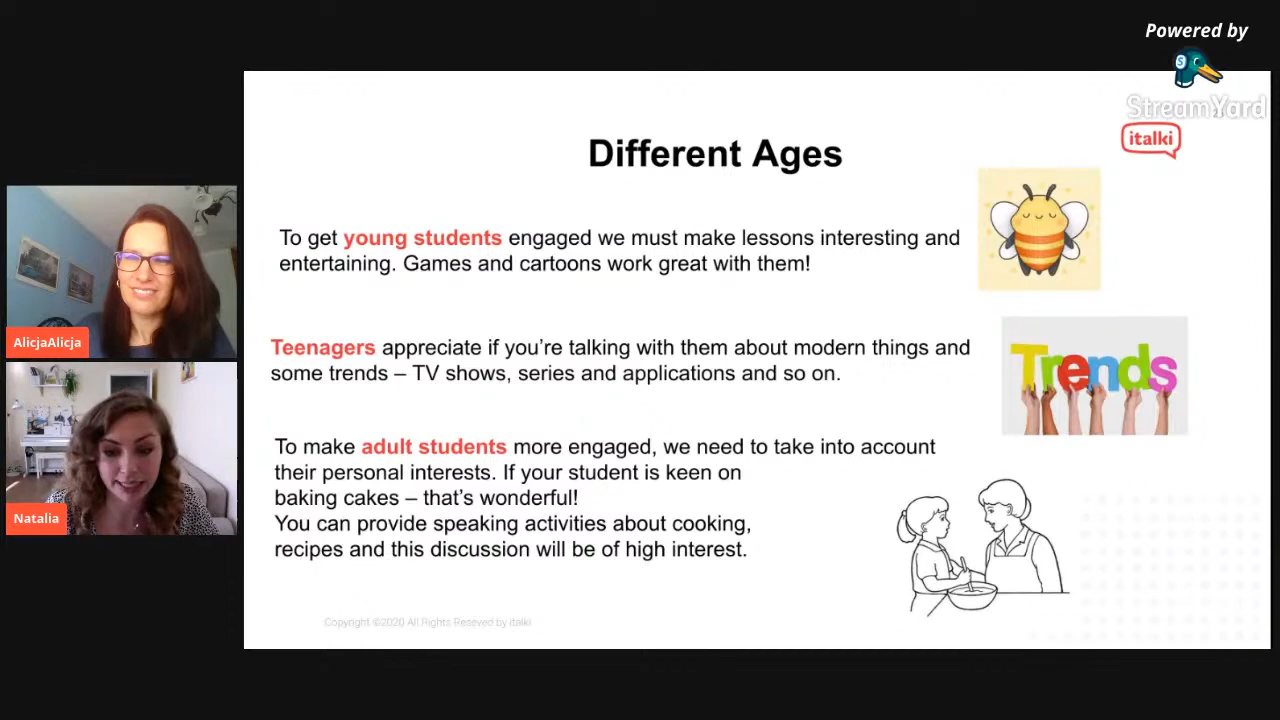 Powered by
StreamYard
italki
Different Ages
To get young students engaged we must make lessons interesting and
entertaining. Games and cartoons work great with them!
Teenagers appreciate if you’re talking with them about modern things and
some trends – TV shows, series and applications and so on.
Trends
To make adult students more engaged, we need to take into account
their personal interests. If your student is keen on
baking cakes – that’s wonderful!
You can provide speaking activities about cooking,
recipes and this discussion will be of high interest.
AlicjaAlicja
Natalia
Copyright ©2020 All Rights Reseved by italki